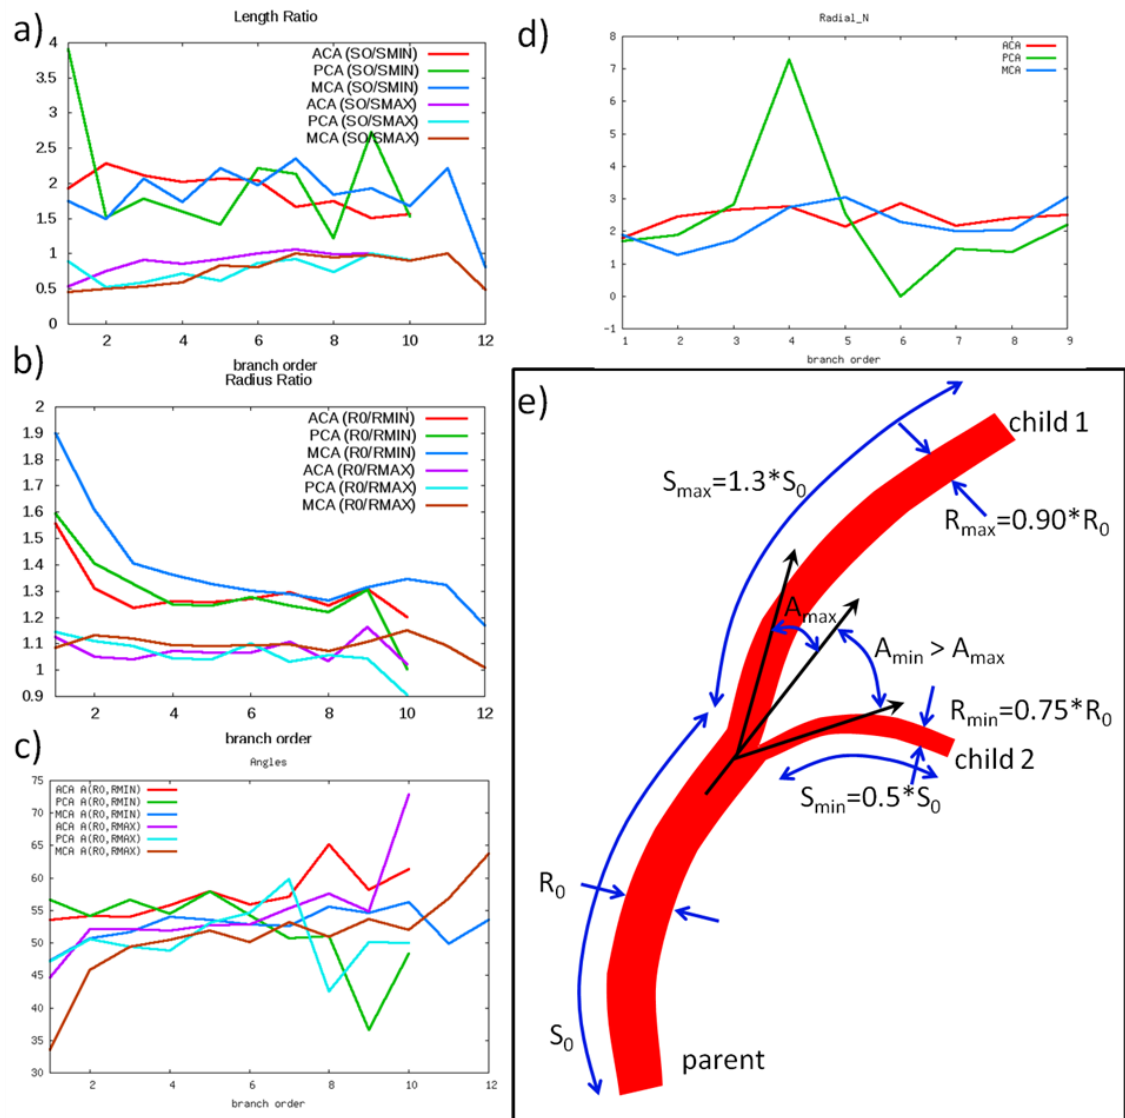 a)
Length Ratio
4
3.5
3
2.5
2
1.5
1
0.5
0
ACA (SO/SMIN)
PCA (SO/SMIN)
MCA (SO/SMIN)
ACA (SO/SMAX)
PCA (SO/SMAX)
MCA (SO/SMAX)
2 4 6 8 10 12
branch order
b)
Radius Ratio
2
1.9
1.8
1.7
1.6
1.5
1.4
1.3
1.2
1.1
1
0.9
ACA (R0/RMIN)
PCA (R0/RMIN)
MCA (R0/RMIN)
ACA (R0/RMAX)
PCA (R0/RMAX)
MCA (R0/RMAX)
2 4 6 8 10 12
branch order
c)
Angles
75
70
65
60
55
50
45
40
35
30
ACA A(R0,RMIN)
PCA A(R0,RMIN)
MCA A(R0,RMIN)
ACA A(R0,RMAX)
PCA A(R0,RMAX)
MCA A(R0,RMAX)
2 4 6 8 10 12
branch order
d)
Radial_N
8
7
6
5
4
3
2
1
0
-1
ACA
PCA
MCA
1 2 3 4 5 6 7 8 9
branch order
e)
child 1
Smax=1.3*S0
Rmax=0.90*R0
Amax
Amin > Amax
Rmin=0.75*R0
child 2
Smin=0.5*S0
R0
S0
parent